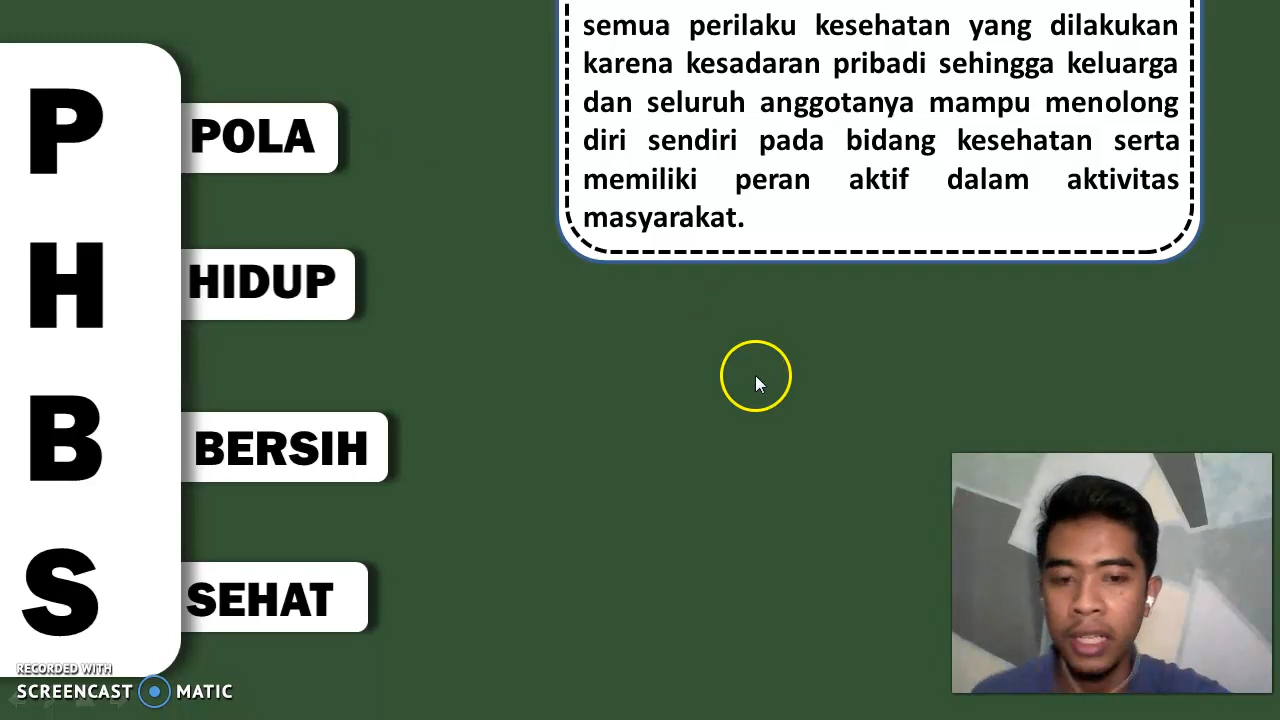 P
POLA
H
HIDUP
B
BERSIH
S
SEHAT
semua perilaku kesehatan yang dilakukan
karena kesadaran pribadi sehingga keluarga
dan seluruh anggotanya mampu menolong
diri sendiri pada bidang kesehatan serta
memiliki peran aktif dalam aktivitas
masyarakat.
RECORDED WITH
SCREENCAST MATIC